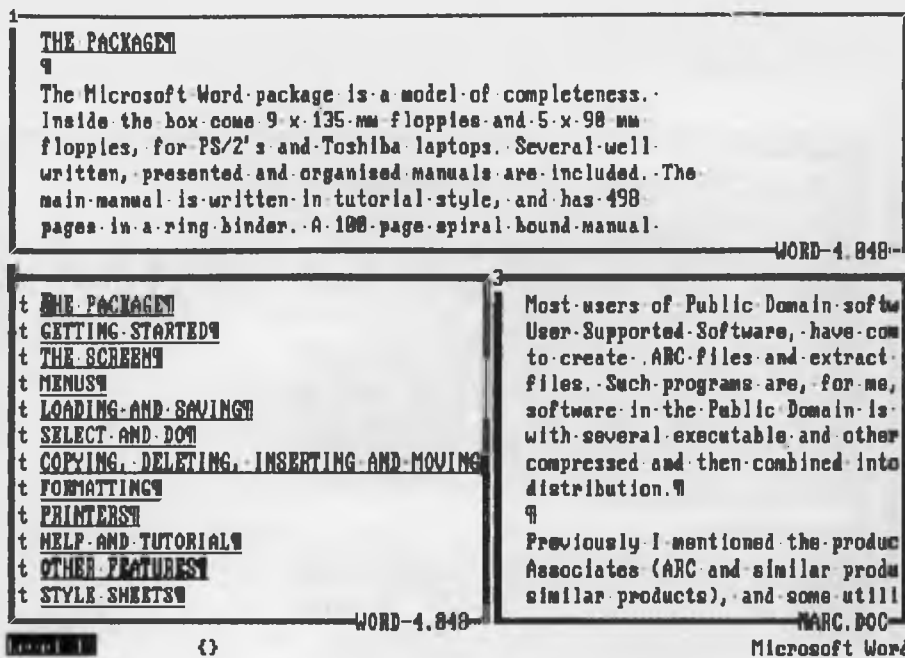 1
THE PACKAGE¶
¶
The Microsoft Word package is a model of completeness.
Inside the box come 9 x 135 mm floppies and 5 x 90 mm
floppies, for PS/2's and Toshiba laptops. Several well
written, presented and organised manuals are included. The
main manual is written in tutorial style, and has 498
pages in a ring binder. A 100 page spiral bound manual
WORD-4.040
t THE PACKAGE¶
t GETTING STARTED¶
t THE SCREEN¶
t MENUS¶
t LOADING AND SAVING¶
t SELECT AND DO¶
t COPYING, DELETING, INSERTING AND MOVING
t FORMATTING¶
t PRINTERS¶
t HELP AND TUTORIAL¶
t OTHER FEATURES¶
t STYLE SHEETS¶
WORD-4.040
3
Most users of Public Domain softw
User Supported Software, have com
to create .ARC files and extract
files. Such programs are, for me,
software in the Public Domain is
with several executable and other
compressed and then combined into
distribution.¶
¶
Previously I mentioned the produc
Associates (ARC and similar produ
similar products), and some utili
MARC.DOC
{}
Microsoft Word